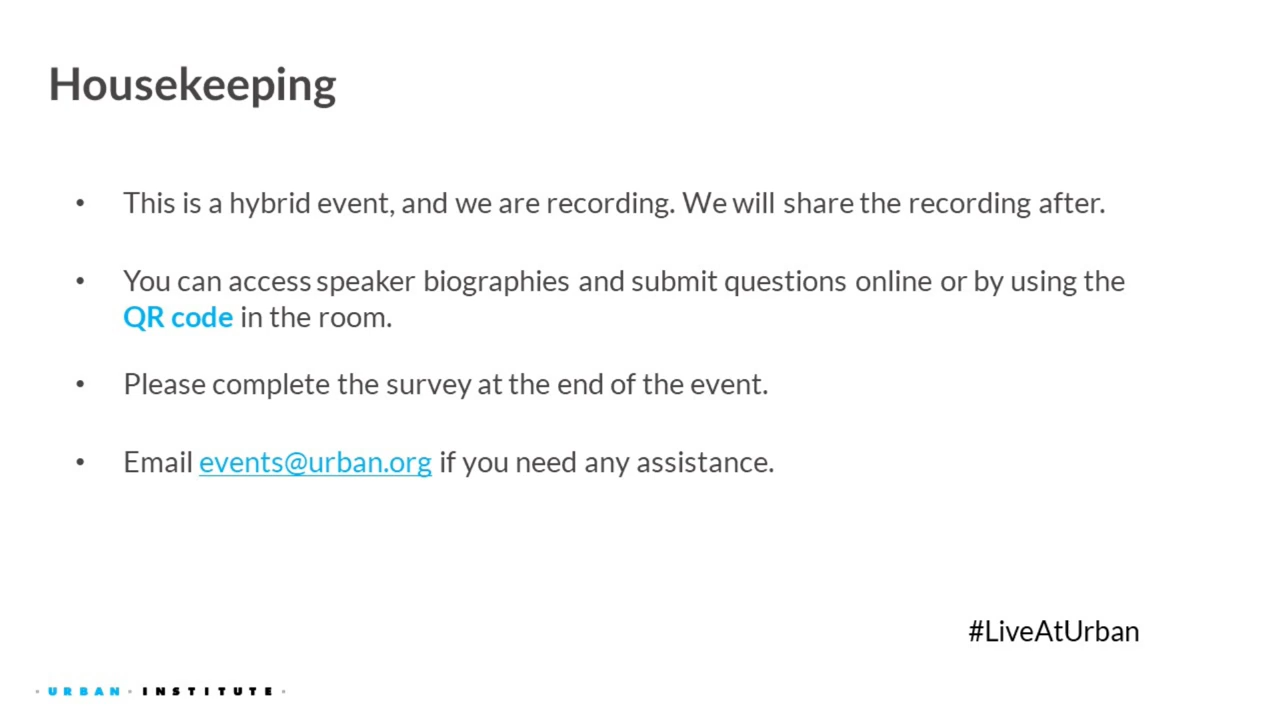 Housekeeping
• This is a hybrid event, and we are recording. We will share the recording after.
• You can access speaker biographies and submit questions online or by using the
QR code in the room.
• Please complete the survey at the end of the event.
• Email events@urban.org if you need any assistance.
#LiveAtUrban
· URBAN · INSTITUTE ·